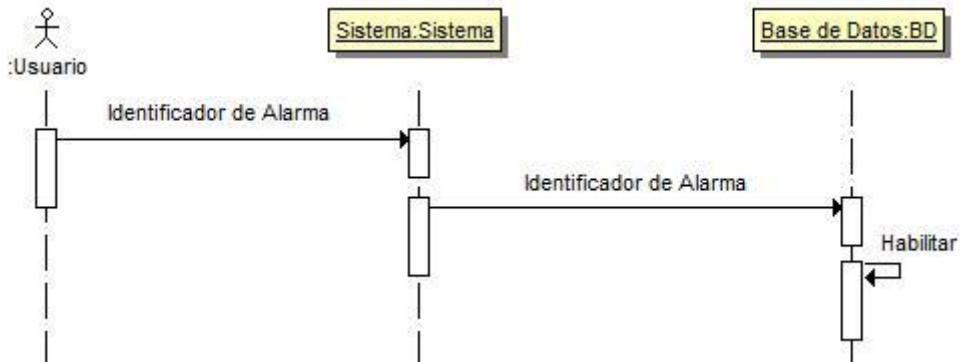 Sistema:Sistema
Base de Datos:BD
:Usuario
Identificador de Alarma
Identificador de Alarma
Habilitar